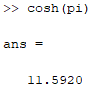 >> cosh(pi)
ans =
11.5920